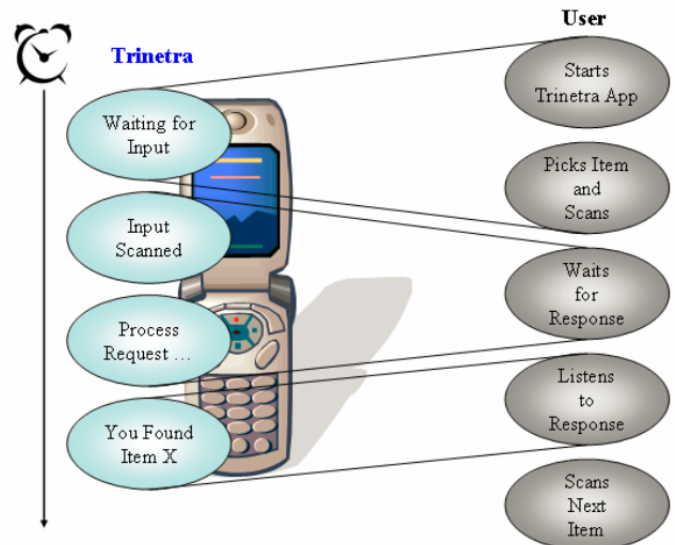 User
Trinetra
Starts
Trinetra App
Waiting for
Input
Picks Item
and
Scans
Input
Scanned
Waits
for
Response
Process
Request ...
Listens
to
Response
You Found
Item X
Scans
Next
Item